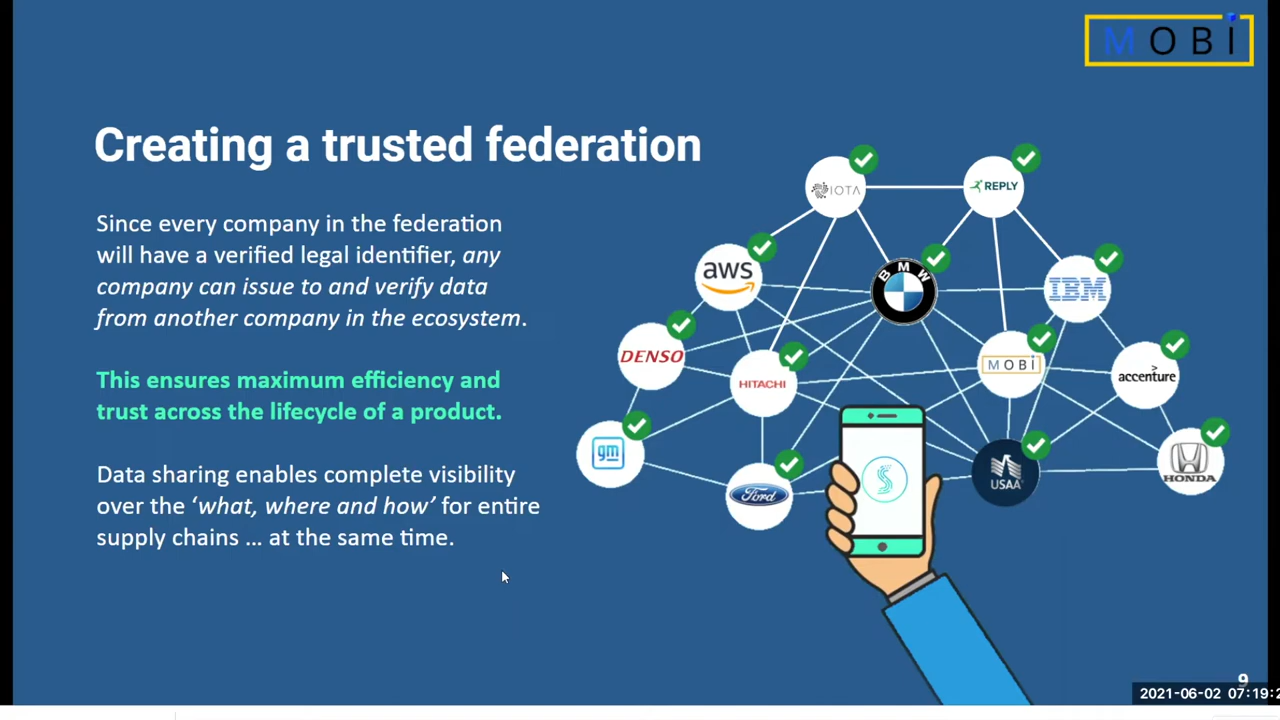 MOBI
Creating a trusted federation
Since every company in the federation
will have a verified legal identifier, any
company can issue to and verify data
from another company in the ecosystem.
This ensures maximum efficiency and
trust across the lifecycle of a product.
Data sharing enables complete visibility
over the ‘what, where and how’ for entire
supply chains ... at the same time.
IOTA
REPLY
aws
BMW
IBM
DENSO
HITACHI
MOBI
accenture
gm
Ford
USAA
HONDA
9
2021-06-02 07:19:2